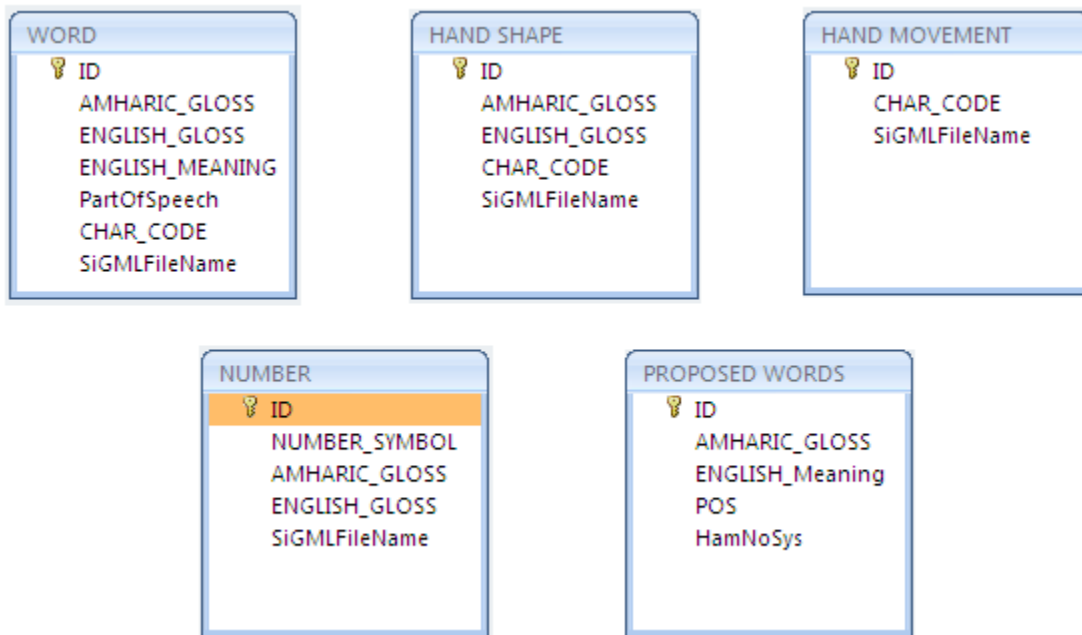 WORD
ID
AMHARIC_GLOSS
ENGLISH_GLOSS
ENGLISH_MEANING
PartOfSpeech
CHAR_CODE
SiGMLFileName
HAND SHAPE
ID
AMHARIC_GLOSS
ENGLISH_GLOSS
CHAR_CODE
SiGMLFileName
HAND MOVEMENT
ID
CHAR_CODE
SiGMLFileName
NUMBER
ID
NUMBER_SYMBOL
AMHARIC_GLOSS
ENGLISH_GLOSS
SiGMLFileName
PROPOSED WORDS
ID
AMHARIC_GLOSS
ENGLISH_Meaning
POS
HamNoSys